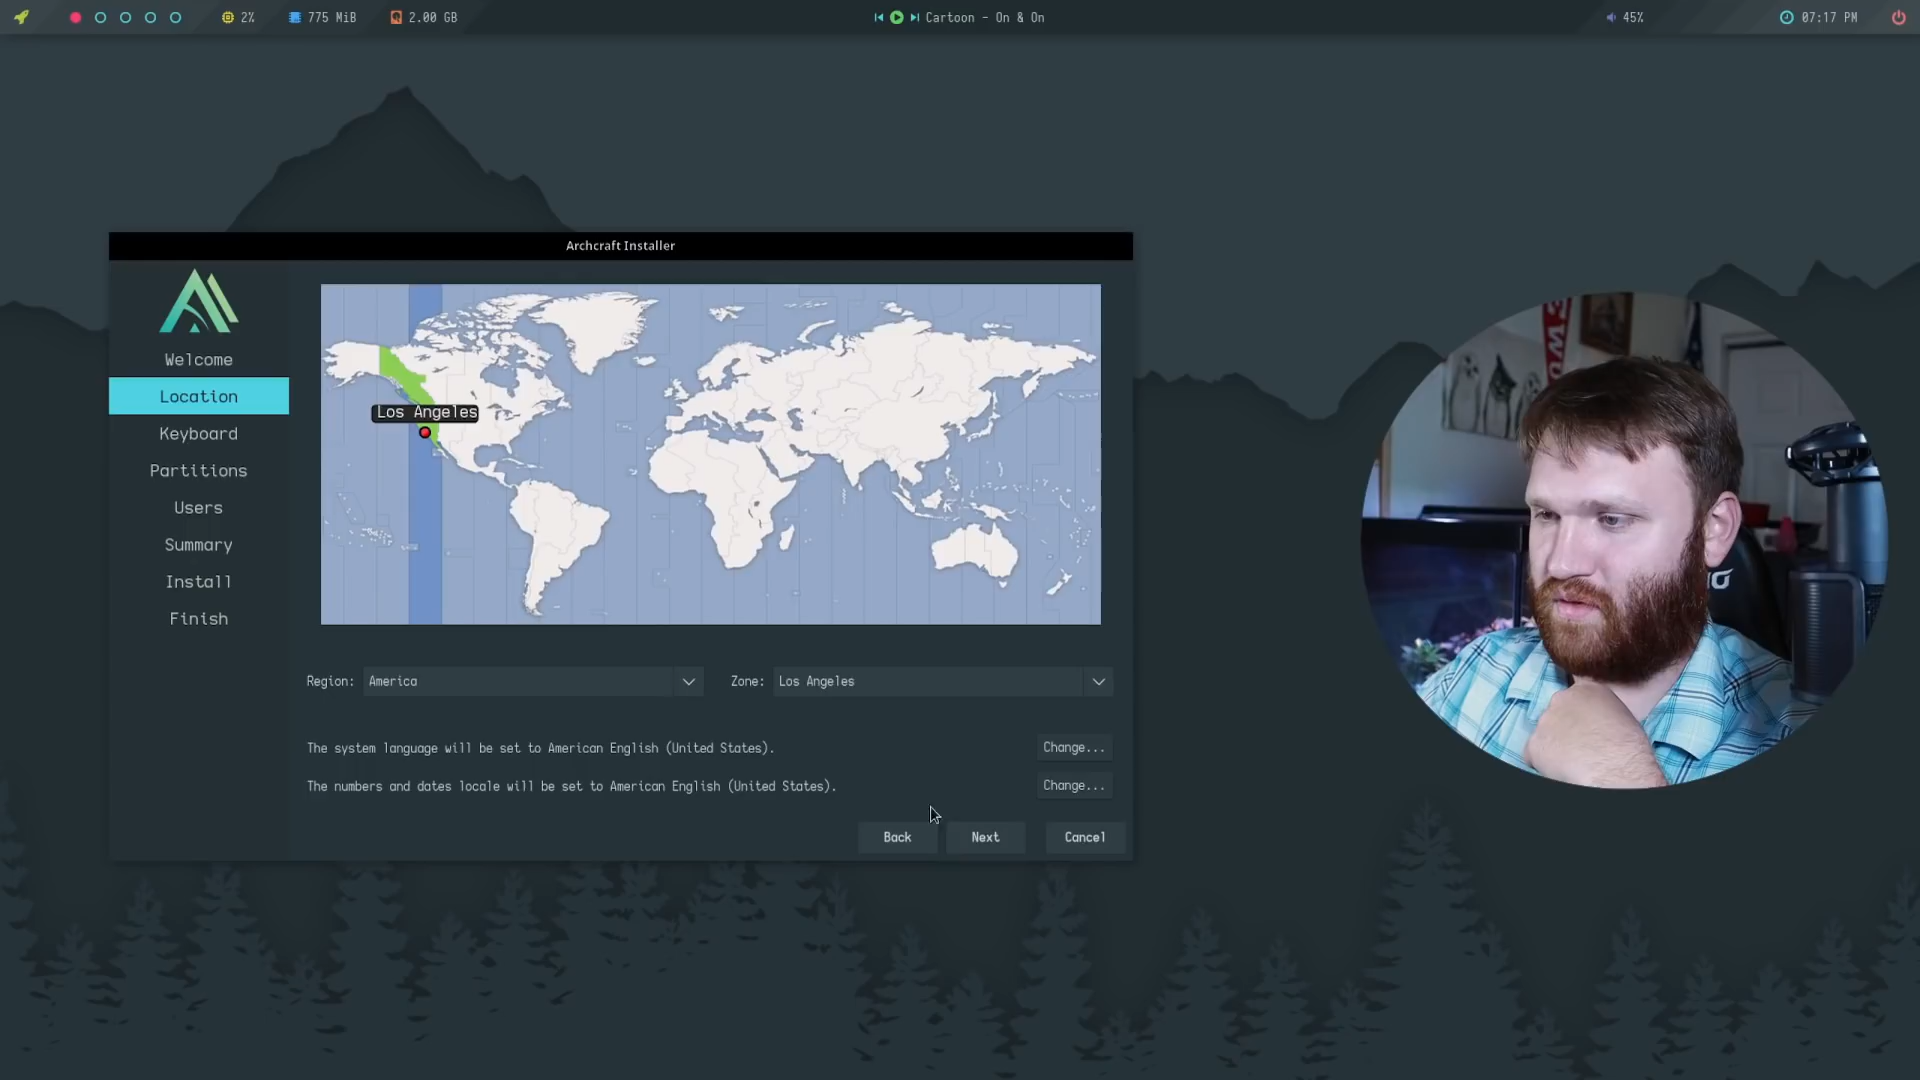 2%
775 MiB
2.00 GB
Cartoon - On & On
45%
07:17 PM
Archcraft Installer
Welcome
Location
Keyboard
Partitions
Users
Summary
Install
Finish
Los Angeles
Region: America
Zone: Los Angeles
The system language will be set to American English (United States).
Change...
The numbers and dates locale will be set to American English (United States).
Change...
Back
Next
Cancel